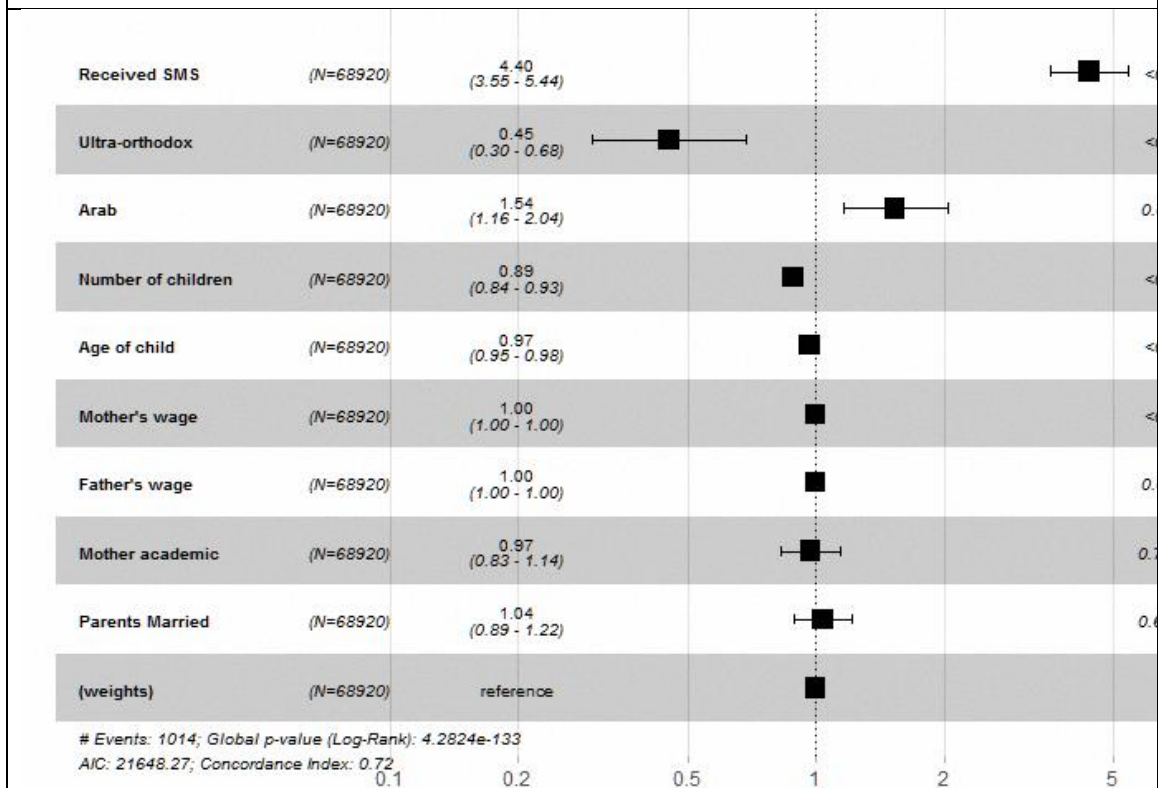 Received SMS (N=68920) 4.40
(3.55 - 5.44)
Ultra-orthodox (N=68920) 0.45
(0.30 - 0.68)
Arab (N=68920) 1.54
(1.16 - 2.04)
Number of children (N=68920) 0.89
(0.84 - 0.93)
Age of child (N=68920) 0.97
(0.95 - 0.98)
Mother's wage (N=68920) 1.00
(1.00 - 1.00)
Father's wage (N=68920) 1.00
(1.00 - 1.00)
Mother academic (N=68920) 0.97
(0.83 - 1.14)
Parents Married (N=68920) 1.04
(0.89 - 1.22)
(weights) (N=68920) reference
# Events: 1014; Global p-value (Log-Rank): 4.2824e-133
AIC: 21648.27; Concordance Index: 0.72
0.1 0.2 0.5 1 2 5